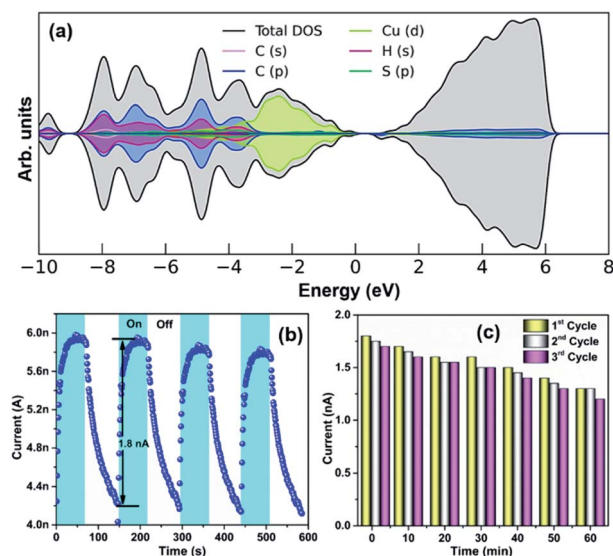 (a)
Total DOS
C (s)
C (p)
Cu (d)
H (s)
S (p)
Arb. units
−10 −8 −6 −4 −2 0 2 4 6 8
Energy (eV)
(b)
On Off
1.8 nA
6.0n
5.6n
5.2n
4.8n
4.4n
4.0n
Current (A)
0 100 200 300 400 500 600
Time (s)
(c)
1st Cycle
2nd Cycle
3rd Cycle
2.0
1.5
1.0
0.5
0.0
Current (nA)
0 10 20 30 40 50 60
Time (min)